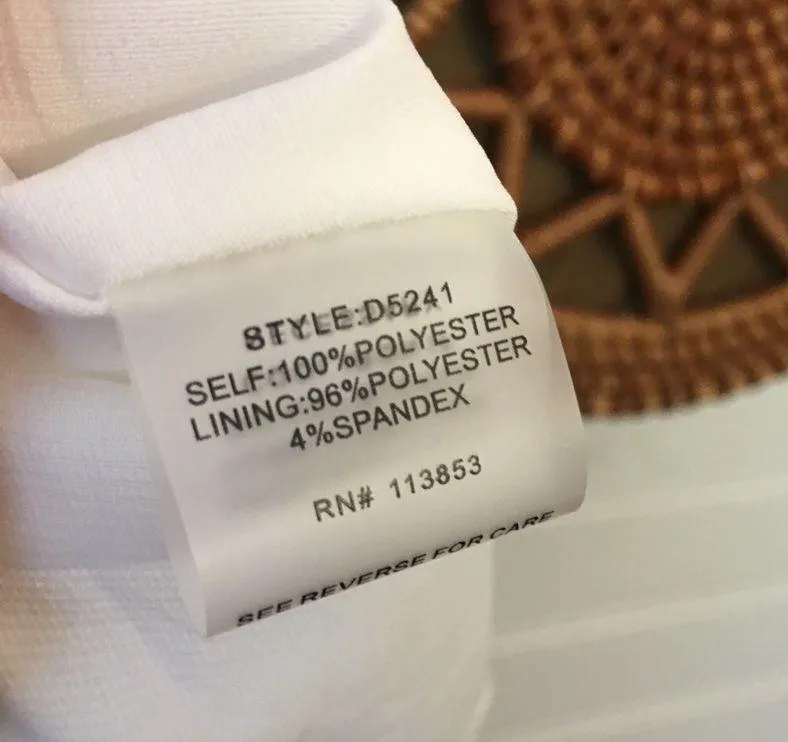 STYLE:D5241
SELF:100%POLYESTER
LINING:96%POLYESTER
4%SPANDEX
RN# 113853
SEE REVERSE FOR CARE